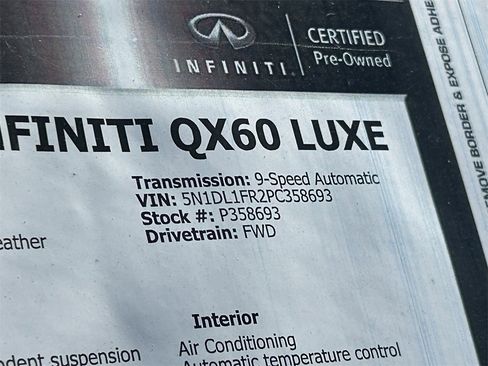 INFINITI
CERTIFIED
Pre-Owned
EMOVE BORDER & EXPOSE ADHE
NFINITI QX60 LUXE
Transmission: 9-Speed Automatic
VIN: 5N1DL1FR2PC358693
Stock #: P358693
Drivetrain: FWD
eather
Interior
Air Conditioning
Automatic temperature control
ndent suspension